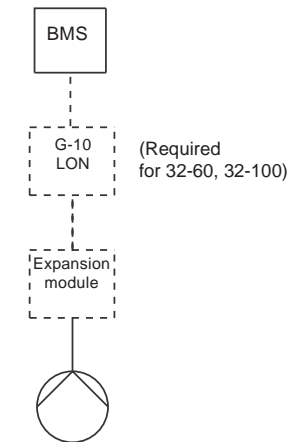 BMS
G-10
LON
(Required
for 32-60, 32-100)
Expansion
module